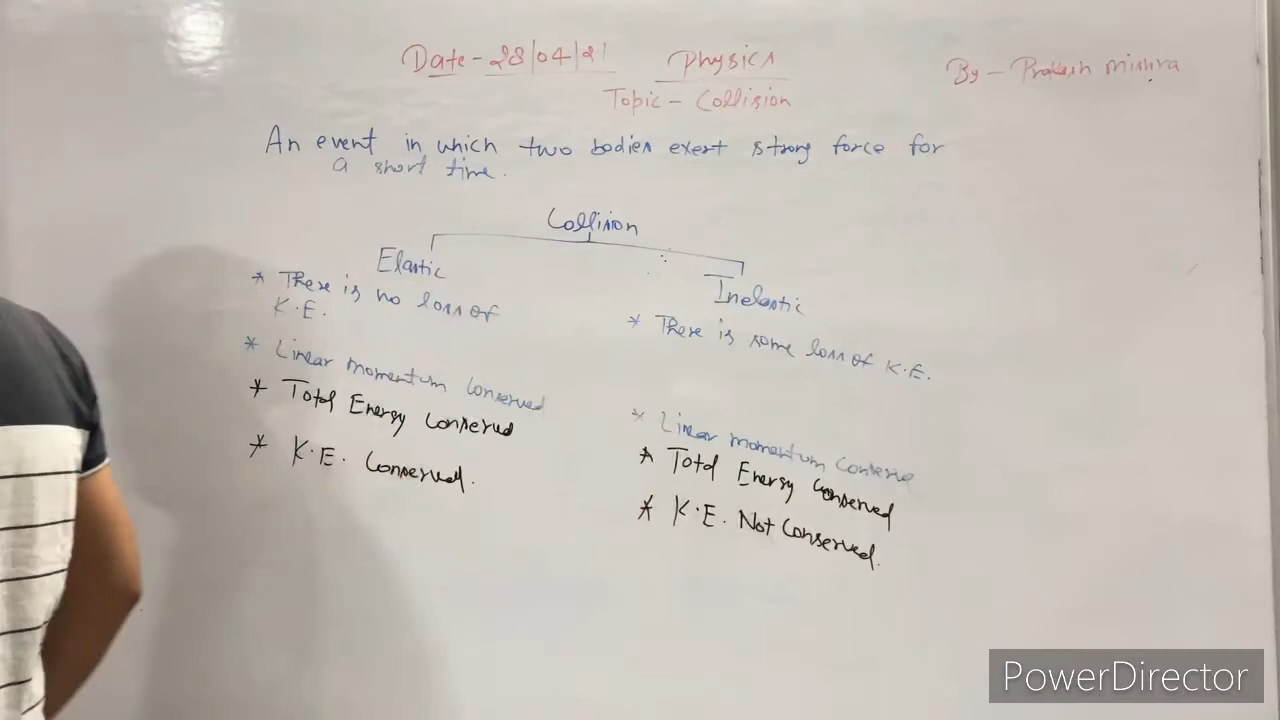 Date - 28/04/21
Physics
By - Prakash Mishra
Topic - Collision
An event in which two bodies exert strong force for
a short time.
Collision
Elastic
* There is no loss of
K.E.
* Linear momentum Conserved
* Total Energy Conserved
* K.E. Conserved.
Inelastic
* There is some loss of K.E.
* Linear momentum Conserve
* Total Energy Conserved
* K.E. Not Conserved.
PowerDirector